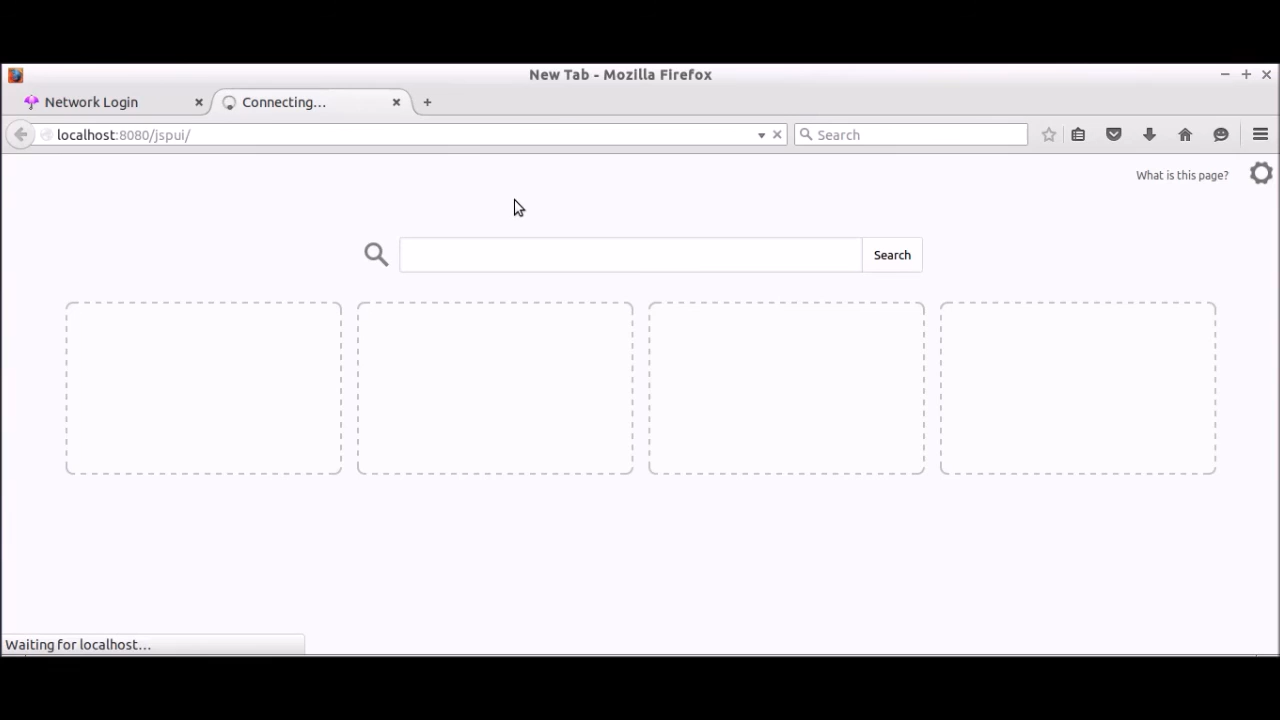 New Tab - Mozilla Firefox
Network Login
Connecting...
localhost:8080/jspui/
Search
What is this page?
Search
Waiting for localhost...